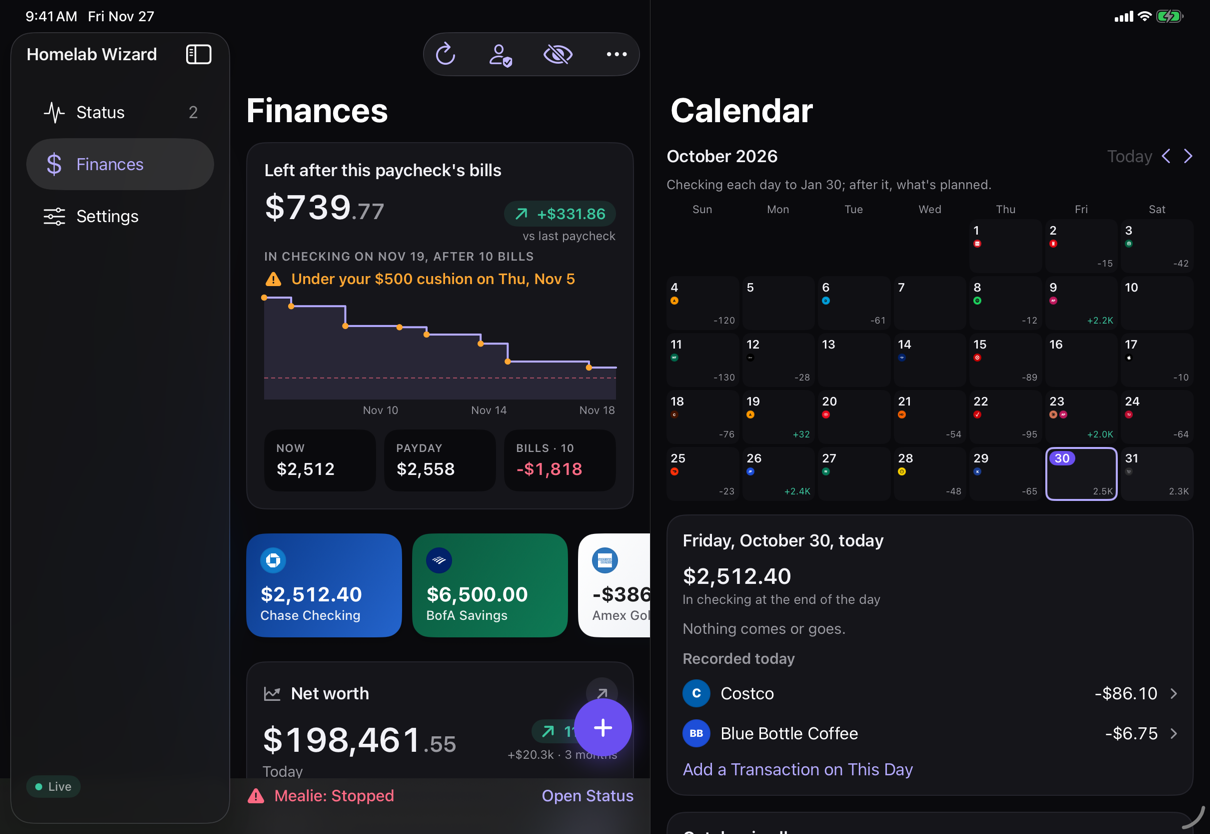 9:41 AM Fri Nov 27
Homelab Wizard
Status 2
Finances
Settings
Live
Finances
Left after this paycheck's bills
$739.77
+$331.86
vs last paycheck
IN CHECKING ON NOV 19, AFTER 10 BILLS
Under your $500 cushion on Thu, Nov 5
Nov 10 Nov 14 Nov 18
NOW
$2,512
PAYDAY
$2,558
BILLS · 10
-$1,818
$2,512.40
Chase Checking
$6,500.00
BofA Savings
-$386
Amex Gol
Net worth
$198,461.55
+$20.3k · 3 months
Today
Mealie: Stopped Open Status
Calendar
October 2026 Today
Checking each day to Jan 30; after it, what's planned.
Sun Mon Tue Wed Thu Fri Sat
1 2 3
-15 -42
4 5 6 7 8 9 10
-120 -61 -12 +2.2K
11 12 13 14 15 16 17
-130 -28 -89 -10
18 19 20 21 22 23 24
-76 +32 -54 -95 +2.0K -64
25 26 27 28 29 30 31
-23 +2.4K -48 -65 2.5K 2.3K
Friday, October 30, today
$2,512.40
In checking at the end of the day
Nothing comes or goes.
Recorded today
C Costco -$86.10
BB Blue Bottle Coffee -$6.75
Add a Transaction on This Day